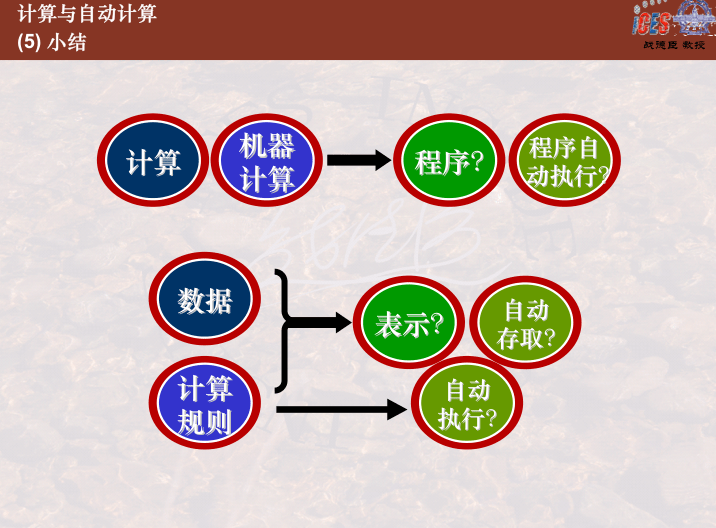 计算与自动计算
(5) 小结
ICES
战德臣 教授
计算
机器
计算
程序?
程序自
动执行?
数据
计算
规则
表示?
自动
存取?
自动
执行?